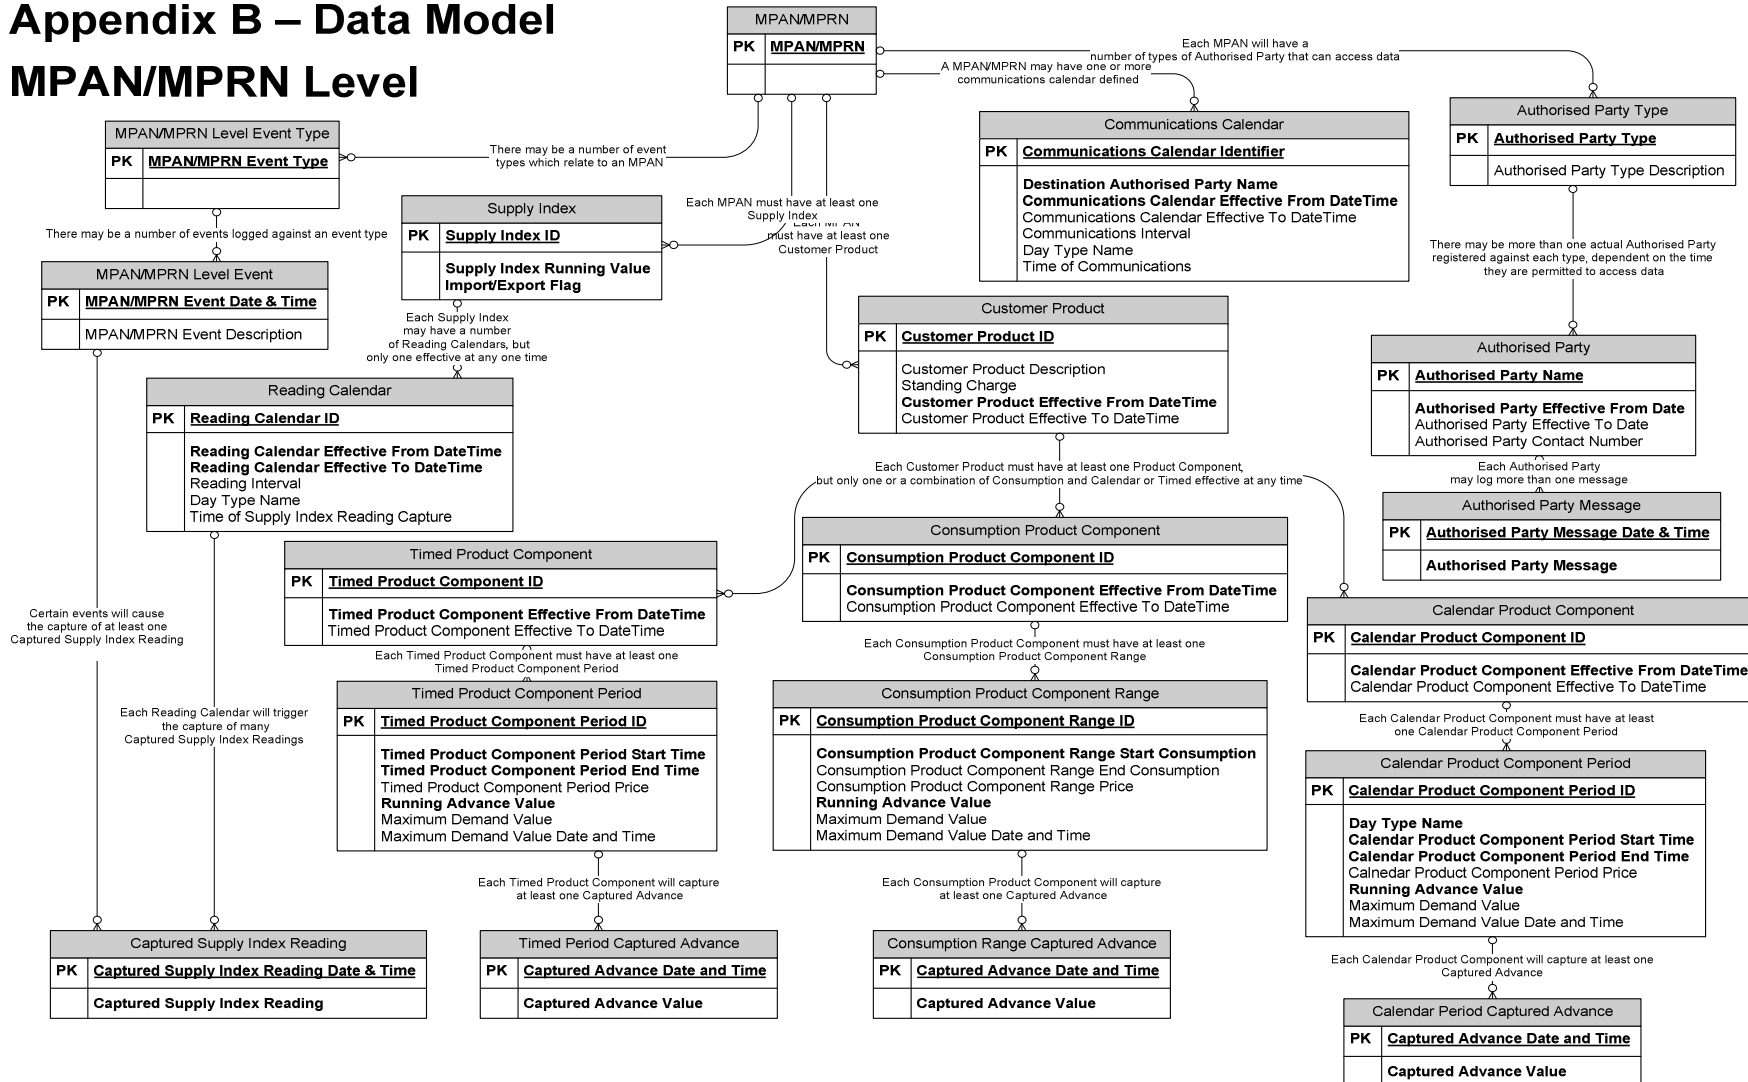 Appendix B – Data Model
MPAN/MPRN Level
MPAN/MPRN
PK MPAN/MPRN
Each MPAN will have a
number of types of Authorised Party that can access data
A MPAN/MPRN may have one or more
communications calendar defined
MPAN/MPRN Level Event Type
PK MPAN/MPRN Event Type
There may be a number of event
types which relate to an MPAN
Communications Calendar
PK Communications Calendar Identifier
Destination Authorised Party Name
Communications Calendar Effective From DateTime
Communications Calendar Effective To DateTime
Communications Interval
Day Type Name
Time of Communications
Authorised Party Type
PK Authorised Party Type
Authorised Party Type Description
There may be a number of events logged against an event type
Supply Index
PK Supply Index ID
Supply Index Running Value
Import/Export Flag
Each MPAN must have at least one
Supply Index
Each MPAN
must have at least one
Customer Product
There may be more than one actual Authorised Party
registered against each type, dependent on the time
they are permitted to access data
MPAN/MPRN Level Event
PK MPAN/MPRN Event Date & Time
MPAN/MPRN Event Description
Each Supply Index
may have a number
of Reading Calendars, but
only one effective at any one time
Customer Product
PK Customer Product ID
Customer Product Description
Standing Charge
Customer Product Effective From DateTime
Customer Product Effective To DateTime
Authorised Party
PK Authorised Party Name
Authorised Party Effective From Date
Authorised Party Effective To Date
Authorised Party Contact Number
Reading Calendar
PK Reading Calendar ID
Reading Calendar Effective From DateTime
Reading Calendar Effective To DateTime
Reading Interval
Day Type Name
Time of Supply Index Reading Capture
Each Customer Product must have at least one Product Component,
but only one or a combination of Consumption and Calendar or Timed effective at any time
Each Authorised Party
may log more than one message
Authorised Party Message
PK Authorised Party Message Date & Time
Authorised Party Message
Timed Product Component
PK Timed Product Component ID
Timed Product Component Effective From DateTime
Timed Product Component Effective To DateTime
Consumption Product Component
PK Consumption Product Component ID
Consumption Product Component Effective From DateTime
Consumption Product Component Effective To DateTime
Calendar Product Component
PK Calendar Product Component ID
Calendar Product Component Effective From DateTime
Calendar Product Component Effective To DateTime
Certain events will cause
the capture of at least one
Captured Supply Index Reading
Each Timed Product Component must have at least one
Timed Product Component Period
Each Consumption Product Component must have at least one
Consumption Product Component Range
Each Calendar Product Component must have at least
one Calendar Product Component Period
Each Reading Calendar will trigger
the capture of many
Captured Supply Index Readings
Timed Product Component Period
PK Timed Product Component Period ID
Timed Product Component Period Start Time
Timed Product Component Period End Time
Timed Product Component Period Price
Running Advance Value
Maximum Demand Value
Maximum Demand Value Date and Time
Consumption Product Component Range
PK Consumption Product Component Range ID
Consumption Product Component Range Start Consumption
Consumption Product Component Range End Consumption
Consumption Product Component Range Price
Running Advance Value
Maximum Demand Value
Maximum Demand Value Date and Time
Calendar Product Component Period
PK Calendar Product Component Period ID
Day Type Name
Calendar Product Component Period Start Time
Calendar Product Component Period End Time
Calnedar Product Component Period Price
Running Advance Value
Maximum Demand Value
Maximum Demand Value Date and Time
Each Timed Product Component will capture
at least one Captured Advance
Each Consumption Product Component will capture
at least one Captured Advance
Each Calendar Product Component will capture at least one
Captured Advance
Captured Supply Index Reading
PK Captured Supply Index Reading Date & Time
Captured Supply Index Reading
Timed Period Captured Advance
PK Captured Advance Date and Time
Captured Advance Value
Consumption Range Captured Advance
PK Captured Advance Date and Time
Captured Advance Value
Calendar Period Captured Advance
PK Captured Advance Date and Time
Captured Advance Value